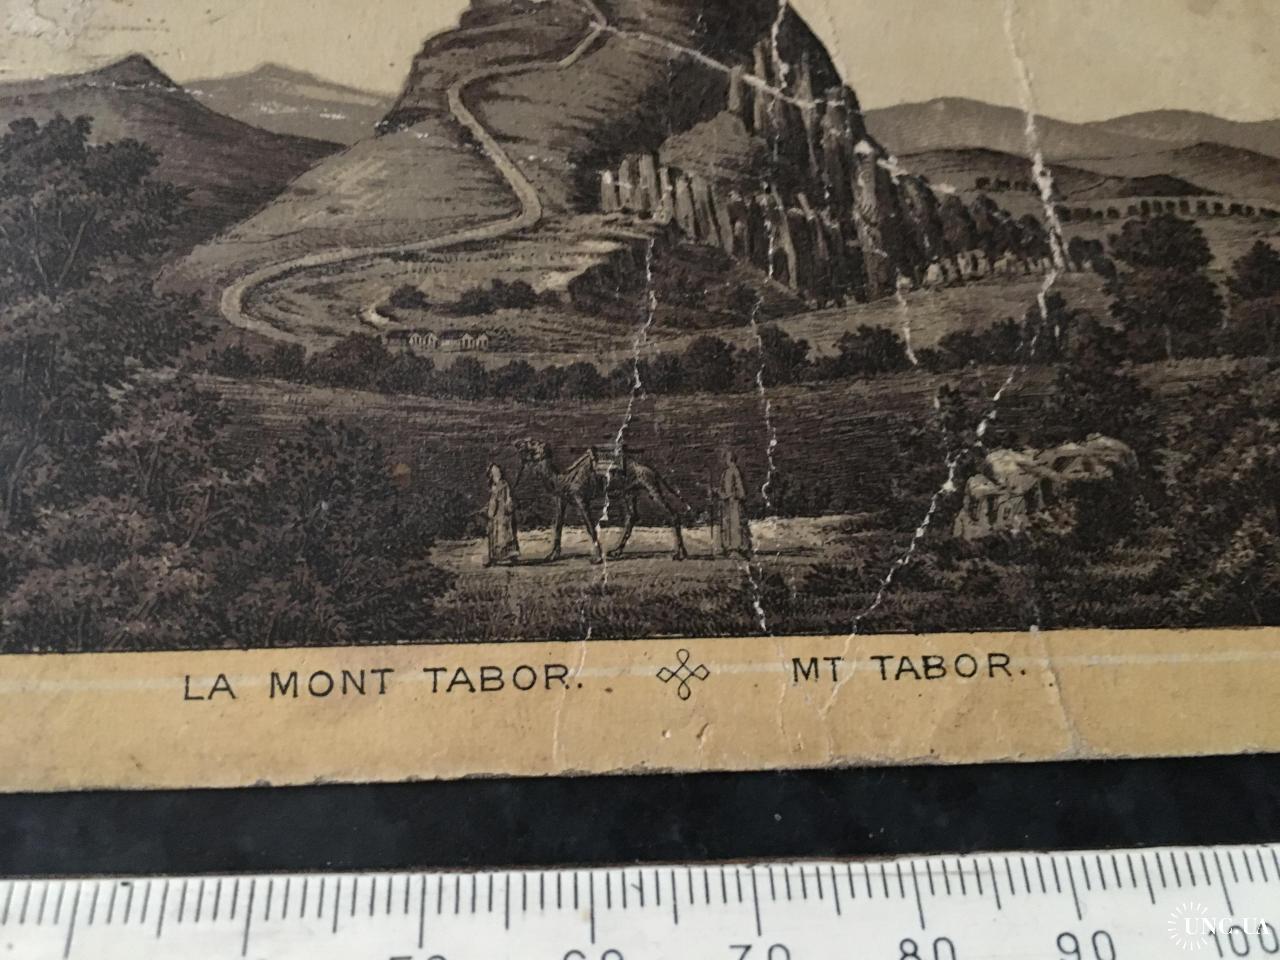 LA MONT TABOR. MT TABOR.
50 60 70 80 90 100
UNC.UA